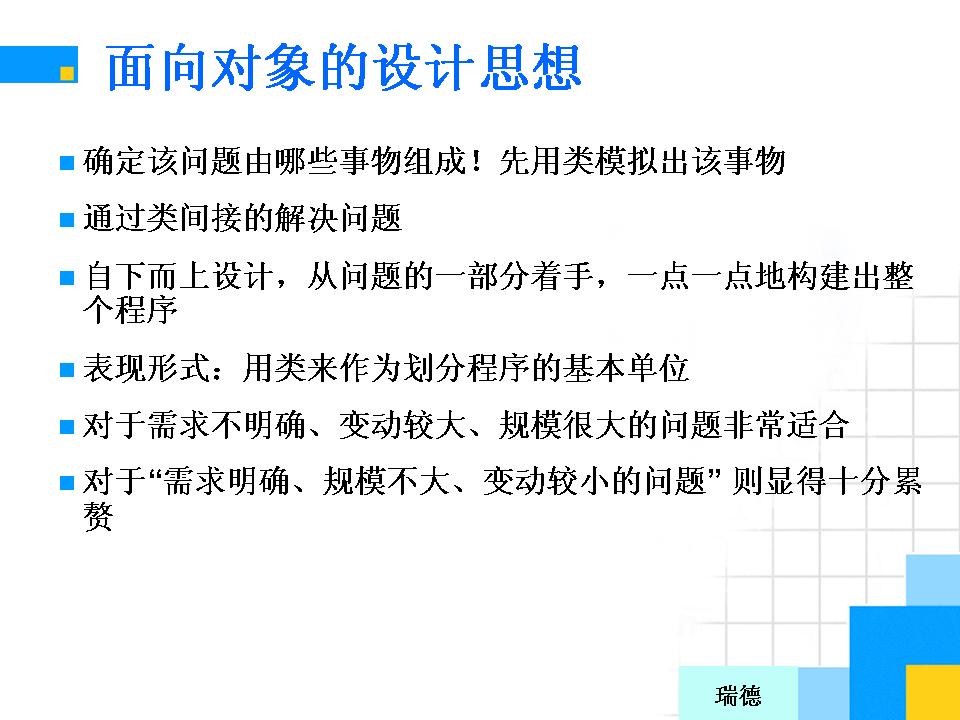 面向对象的设计思想
确定该问题由哪些事物组成！先用类模拟出该事物
通过类间接的解决问题
自下而上设计，从问题的一部分着手，一点一点地构建出整
个程序
表现形式：用类来作为划分程序的基本单位
对于需求不明确、变动较大、规模很大的问题非常适合
对于“需求明确、规模不大、变动较小的问题” 则显得十分累
赘
瑞德